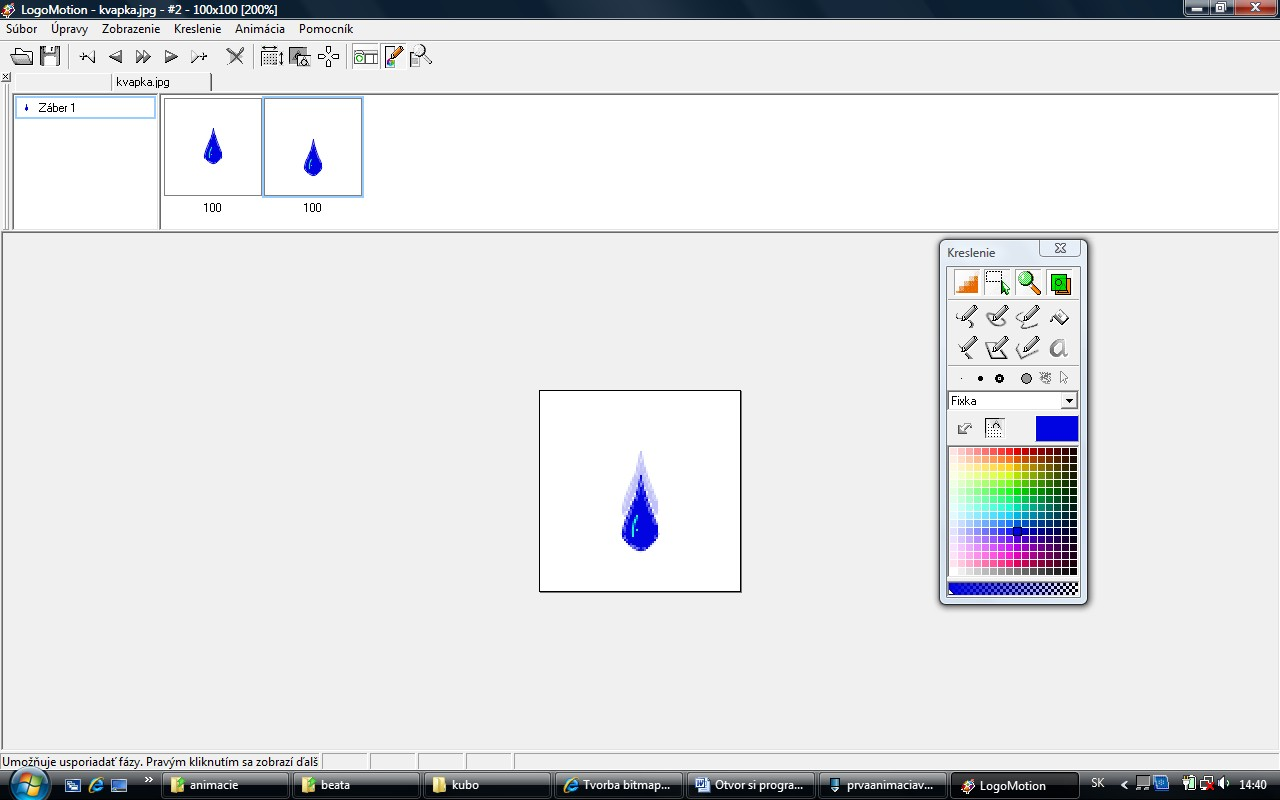 LogoMotion - kvapka.jpg - #2 - 100x100 [200%]
Súbor Úpravy Zobrazenie Kreslenie Animácia Pomocník
kvapka.jpg
Záber 1
100 100
Kreslenie
a
Fixka
Umožňuje usporiadať fázy. Pravým kliknutím sa zobrazí ďalš
animacie beata kubo Tvorba bitmap... Otvor si progra... prvaanimaciav... LogoMotion SK 14:40